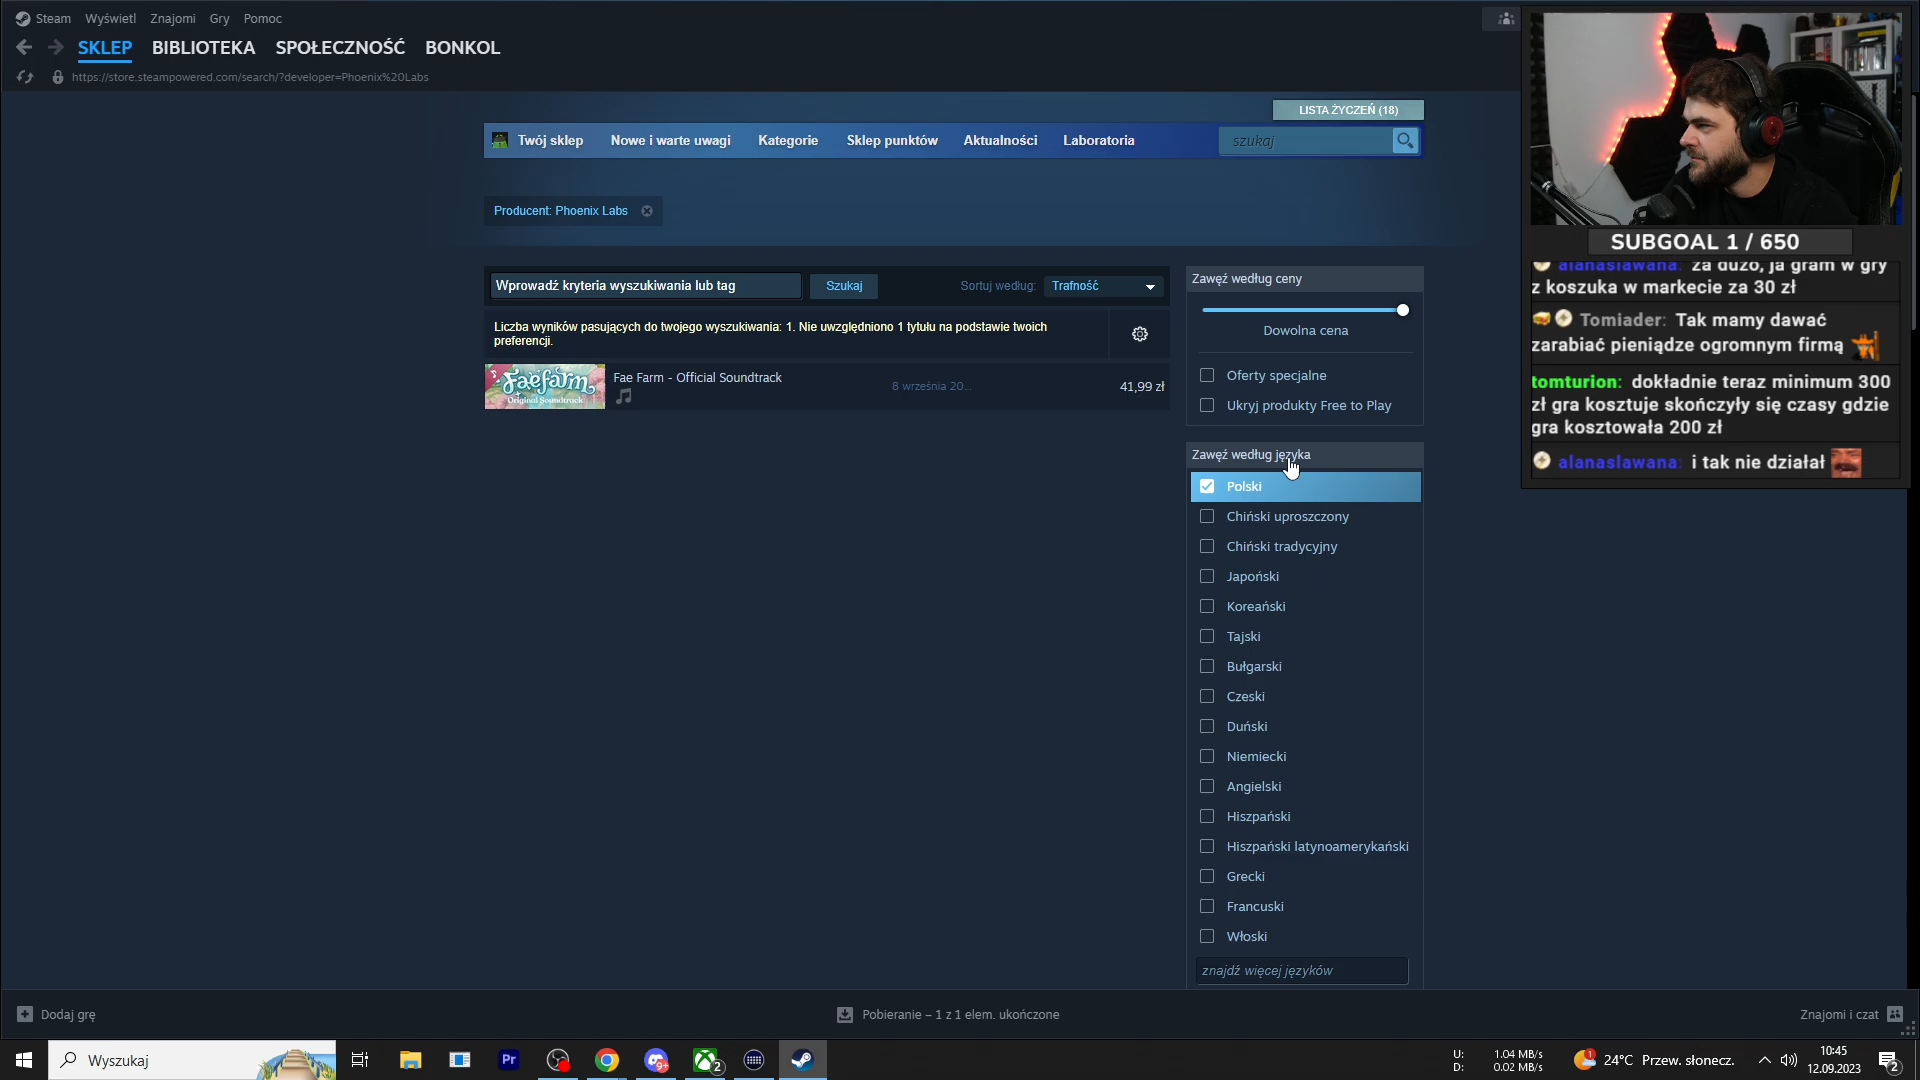 Steam Wyświetl Znajomi Gry Pomoc
SKLEP BIBLIOTEKA SPOŁECZNOŚĆ BONKOL
https://store.steampowered.com/search/?developer=Phoenix%20Labs
LISTA ŻYCZEŃ (18)
Twój sklep Nowe i warte uwagi Kategorie Sklep punktów Aktualności Laboratoria szukaj
Producent: Phoenix Labs
Wprowadź kryteria wyszukiwania lub tag Szukaj Sortuj według: Trafność
Liczba wyników pasujących do twojego wyszukiwania: 1. Nie uwzględniono 1 tytułu na podstawie twoich
preferencji.
Faefarm
Original Soundtrack
Fae Farm - Official Soundtrack 8 września 20... 41,99 zł
Zawęź według ceny
Dowolna cena
Oferty specjalne
Ukryj produkty Free to Play
Zawęź według języka
Polski
Chiński uproszczony
Chiński tradycyjny
Japoński
Koreański
Tajski
Bułgarski
Czeski
Duński
Niemiecki
Angielski
Hiszpański
Hiszpański latynoamerykański
Grecki
Francuski
Włoski
znajdź więcej języków
SUBGOAL 1 / 650
alanaslawana: za dużo, ja gram w gry
z koszuka w markecie za 30 zł
Tomiader: Tak mamy dawać
zarabiać pieniądze ogromnym firmą
tomturion: dokładnie teraz minimum 300
zł gra kosztuje skończyły się czasy gdzie
gra kosztowała 200 zł
alanaslawana: i tak nie działał
Dodaj grę Pobieranie – 1 z 1 elem. ukończone Znajomi i czat
Wyszukaj
Pr
9+
2
U: 1.04 MB/s
D: 0.02 MB/s
1
24°C Przew. słonecz.
10:45
12.09.2023
2